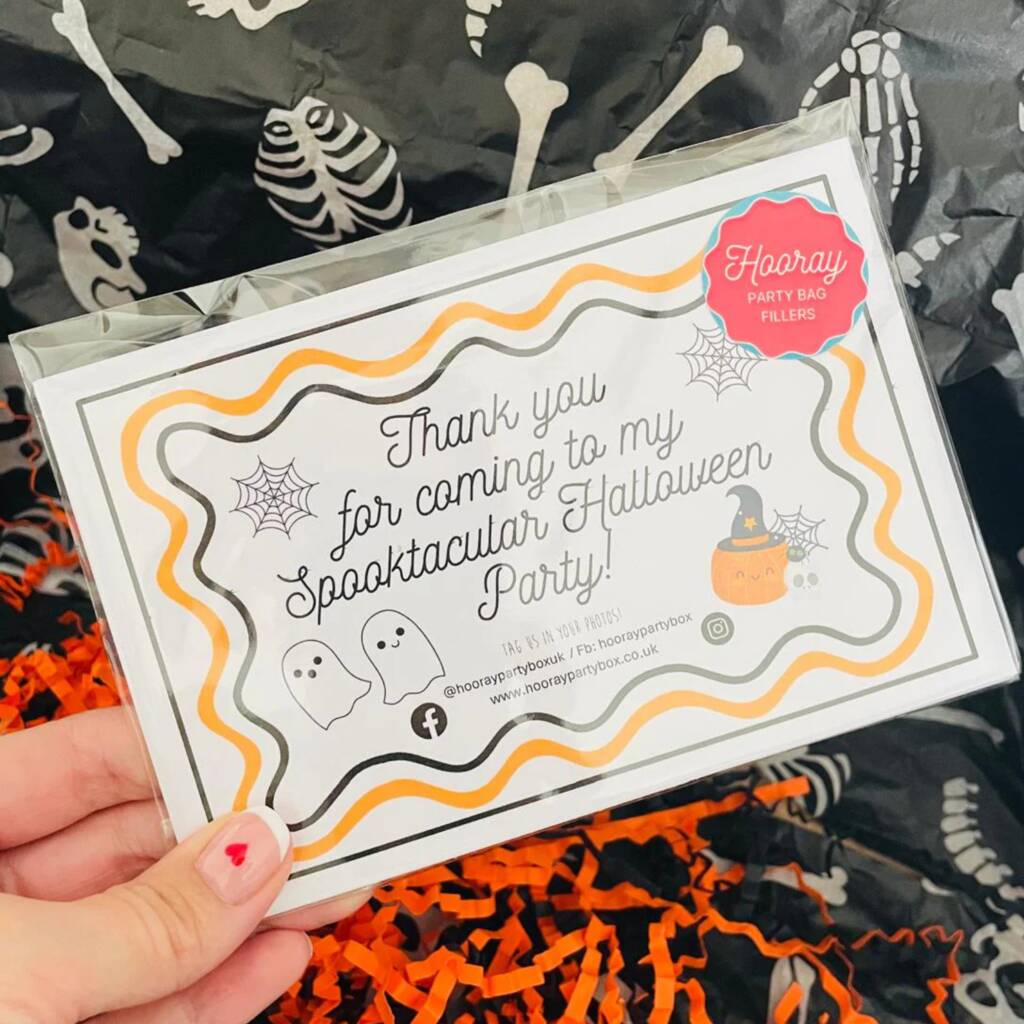 Hooray
PARTY BAG
FILLERS
Thank you
for coming to my
Spooktacular Halloween
Party!
TAG US IN YOUR PHOTOS!
@hooraypartyboxuk / Fb: hooraypartybox
www.hooraypartybox.co.uk